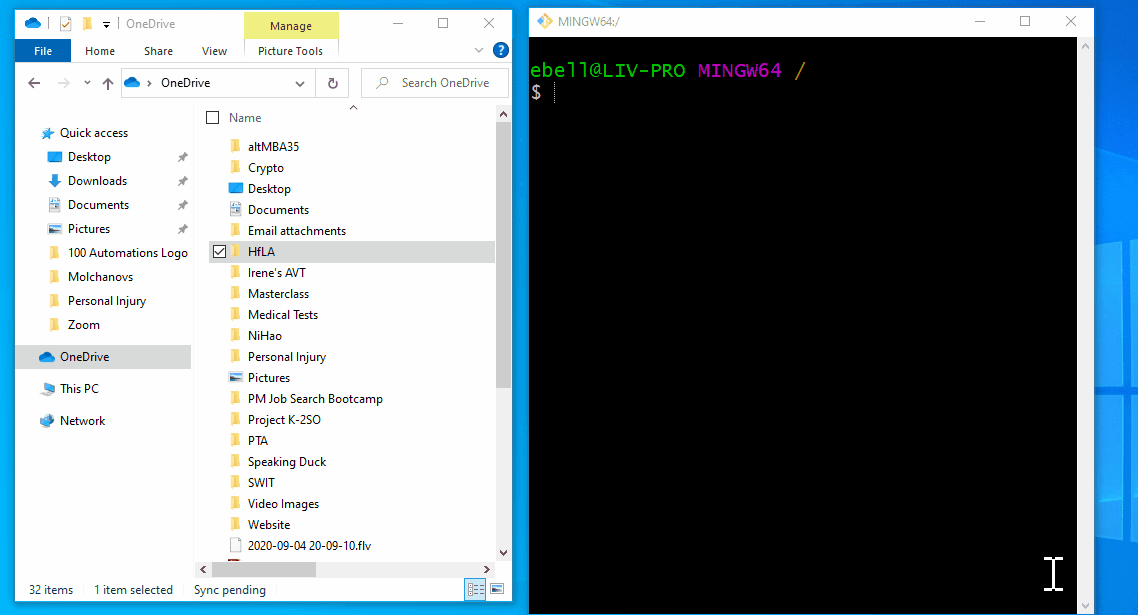 OneDrive
Manage
File
Home
Share
View
Picture Tools
OneDrive
Search OneDrive
Quick access
Desktop
Downloads
Documents
Pictures
100 Automations Logo
Molchanovs
Personal Injury
Zoom
OneDrive
This PC
Network
Name
altMBA35
Crypto
Desktop
Documents
Email attachments
HfLA
Irene's AVT
Masterclass
Medical Tests
NiHao
Personal Injury
Pictures
PM Job Search Bootcamp
Project K-2SO
PTA
Speaking Duck
SWIT
Video Images
Website
2020-09-04 20-09-10.flv
32 items
1 item selected
Sync pending
MINGW64:/
ebell@LIV-PRO MINGW64 /
$